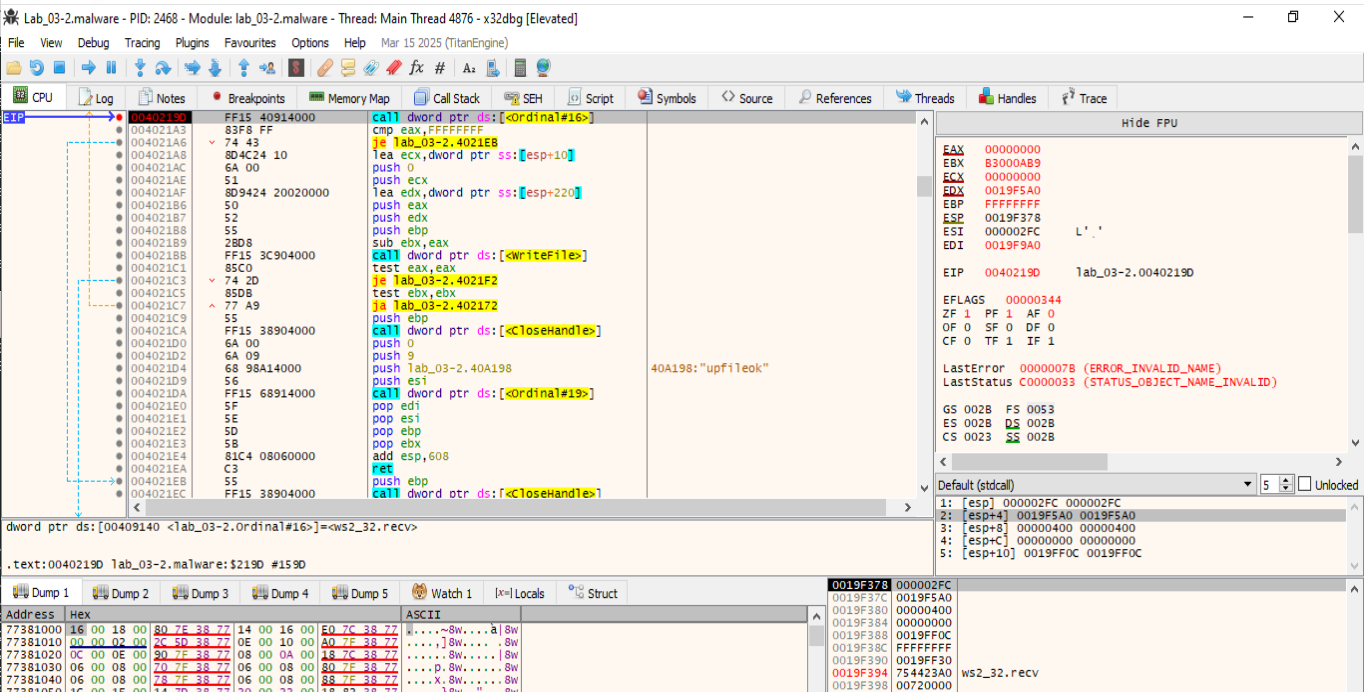 Lab_03-2.malware - PID: 2468 - Module: lab_03-2.malware - Thread: Main Thread 4876 - x32dbg [Elevated]
File View Debug Tracing Plugins Favourites Options Help Mar 15 2025 (TitanEngine)
CPU Log Notes Breakpoints Memory Map Call Stack SEH Script Symbols Source References Threads Handles Trace
EIP 0040219D FF15 40914000 call dword ptr ds:[<Ordinal#16>]
004021A3 83F8 FF cmp eax,FFFFFFFF
004021A6 74 43 je lab_03-2.4021EB
004021A8 8D4C24 10 lea ecx,dword ptr ss:[esp+10]
004021AC 6A 00 push 0
004021AE 51 push ecx
004021AF 8D9424 20020000 lea edx,dword ptr ss:[esp+220]
004021B6 50 push eax
004021B7 52 push edx
004021B8 55 push ebp
004021B9 2BD8 sub ebx,eax
004021BB FF15 3C904000 call dword ptr ds:[<WriteFile>]
004021C1 85C0 test eax,eax
004021C3 74 2D je lab_03-2.4021F2
004021C5 85DB test ebx,ebx
004021C7 77 A9 ja lab_03-2.402172
004021C9 55 push ebp
004021CA FF15 38904000 call dword ptr ds:[<CloseHandle>]
004021D0 6A 00 push 0
004021D2 6A 09 push 9
004021D4 68 98A14000 push lab_03-2.40A198 40A198:"upfileok"
004021D9 56 push esi
004021DA FF15 68914000 call dword ptr ds:[<Ordinal#19>]
004021E0 5F pop edi
004021E1 5E pop esi
004021E2 5D pop ebp
004021E3 5B pop ebx
004021E4 81C4 08060000 add esp,608
004021EA C3 ret
004021EB 55 push ebp
004021EC FF15 38904000 call dword ptr ds:[<CloseHandle>]
Hide FPU
EAX 00000000
EBX B3000AB9
ECX 00000000
EDX 0019F5A0
EBP FFFFFFFF
ESP 0019F378
ESI 000002FC L'.'
EDI 0019F9A0
EIP 0040219D lab_03-2.0040219D
EFLAGS 00000344
ZF 1 PF 1 AF 0
OF 0 SF 0 DF 0
CF 0 TF 1 IF 1
LastError 0000007B (ERROR_INVALID_NAME)
LastStatus C0000033 (STATUS_OBJECT_NAME_INVALID)
GS 002B FS 0053
ES 002B DS 002B
CS 0023 SS 002B
Default (stdcall) 5 Unlocked
1: [esp] 000002FC 000002FC
2: [esp+4] 0019F5A0 0019F5A0
3: [esp+8] 00000400 00000400
4: [esp+C] 00000000 00000000
5: [esp+10] 0019FF0C 0019FF0C
dword ptr ds:[00409140 <lab_03-2.Ordinal#16>]=<ws2_32.recv>
.text:0040219D lab_03-2.malware:$219D #159D
Dump 1 Dump 2 Dump 3 Dump 4 Dump 5 Watch 1 [x=] Locals Struct
Address Hex ASCII
77381000 16 00 18 00 80 7E 38 77 14 00 16 00 E0 7C 38 77 .....~8w....à|8w
77381010 00 00 02 00 2C 5D 38 77 0E 00 10 00 A0 7F 38 77 ....,]8w.... .8w
77381020 0C 00 0E 00 90 7F 38 77 08 00 0A 00 18 7C 38 77 ......8w.....|8w
77381030 06 00 08 00 70 7F 38 77 06 00 08 00 80 7F 38 77 ....p.8w......8w
77381040 06 00 08 00 78 7F 38 77 06 00 08 00 88 7F 38 77 ....x.8w......8w
0019F378 000002FC
0019F37C 0019F5A0
0019F380 00000400
0019F384 00000000
0019F388 0019FF0C
0019F38C FFFFFFFF
0019F390 0019FF30
0019F394 754423A0 ws2_32.recv
0019F398 00720000